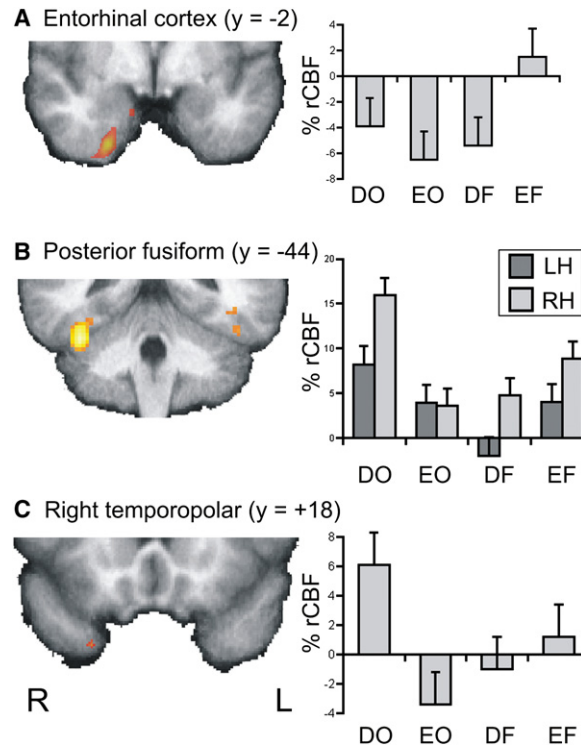 A Entorhinal cortex (y = -2)
% rCBF
4
2
0
-2
-4
-6
-8
DO EO DF EF
B Posterior fusiform (y = -44)
LH
RH
% rCBF
20
15
10
5
0
DO EO DF EF
C Right temporopolar (y = +18)
% rCBF
8
6
4
2
0
-2
-4
DO EO DF EF
R L